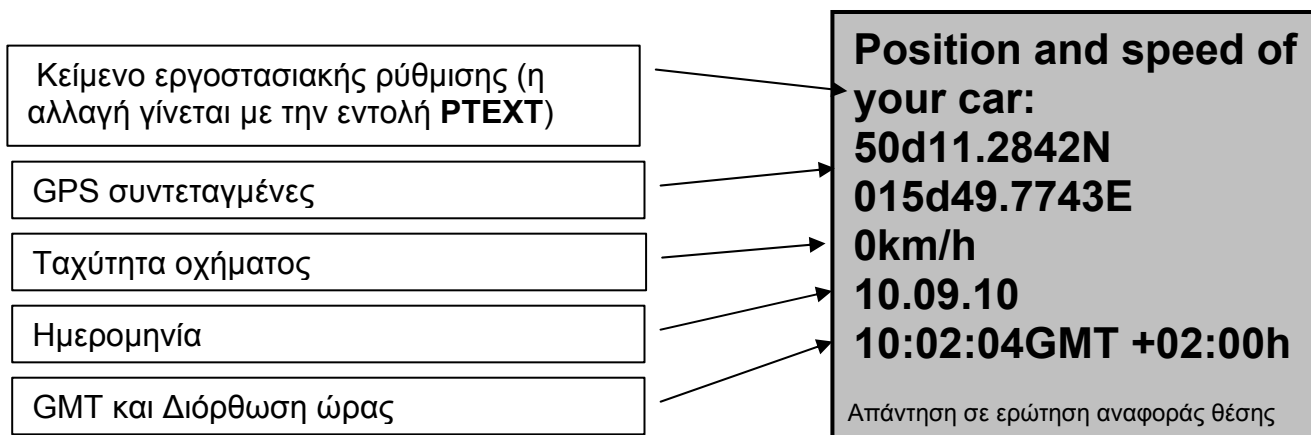 Κείμενο εργοστασιακής ρύθμισης (η
αλλαγή γίνεται με την εντολή PTEXT)
GPS συντεταγμένες
Ταχύτητα οχήματος
Ημερομηνία
GMT και Διόρθωση ώρας
Position and speed of
your car:
50d11.2842N
015d49.7743E
0km/h
10.09.10
10:02:04GMT +02:00h
Απάντηση σε ερώτηση αναφοράς θέσης